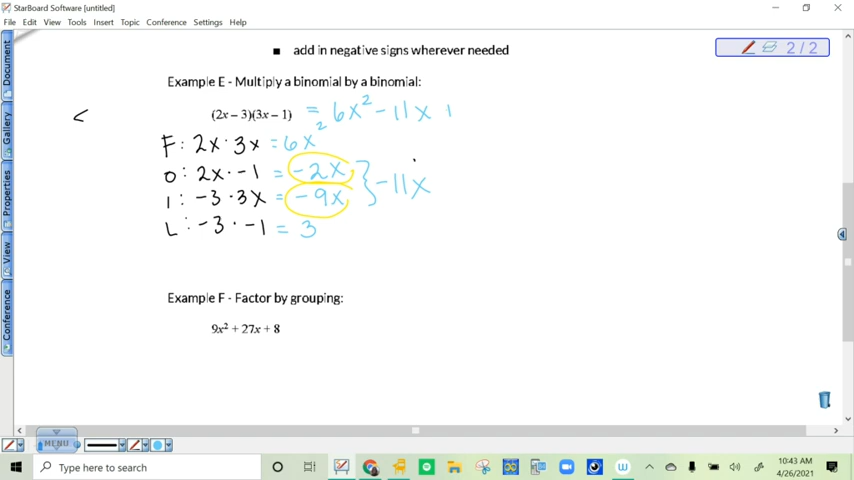 StarBoard Software [untitled]
File Edit View Tools Insert Topic Conference Settings Help
Document
Gallery
Properties
View
Conference
2 / 2
■ add in negative signs wherever needed
Example E - Multiply a binomial by a binomial:
(2x – 3)(3x – 1) = 6x² - 11x +
F: 2x · 3x = 6x²
O: 2x · -1 = -2x
I: -3 · 3x = -9x
} -11x
L: -3 · -1 = 3
Example F - Factor by grouping:
9x² + 27x + 8
MENU
Type here to search
10:43 AM
4/26/2021